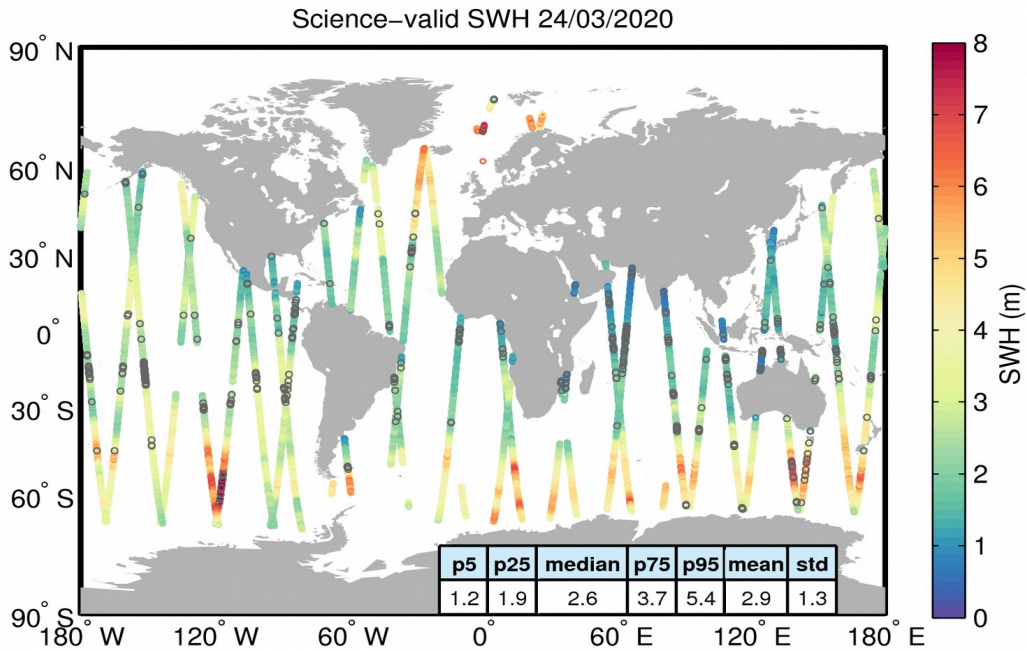 Science−valid SWH 24/03/2020
90° N
60° N
30° N
0°
30° S
60° S
90° S
180° W
120° W
60° W
0°
60° E
120° E
180° E
p5 p25 median p75 p95 mean std
1.2 1.9 2.6 3.7 5.4 2.9 1.3
8
7
6
5
4
3
2
1
0
SWH (m)